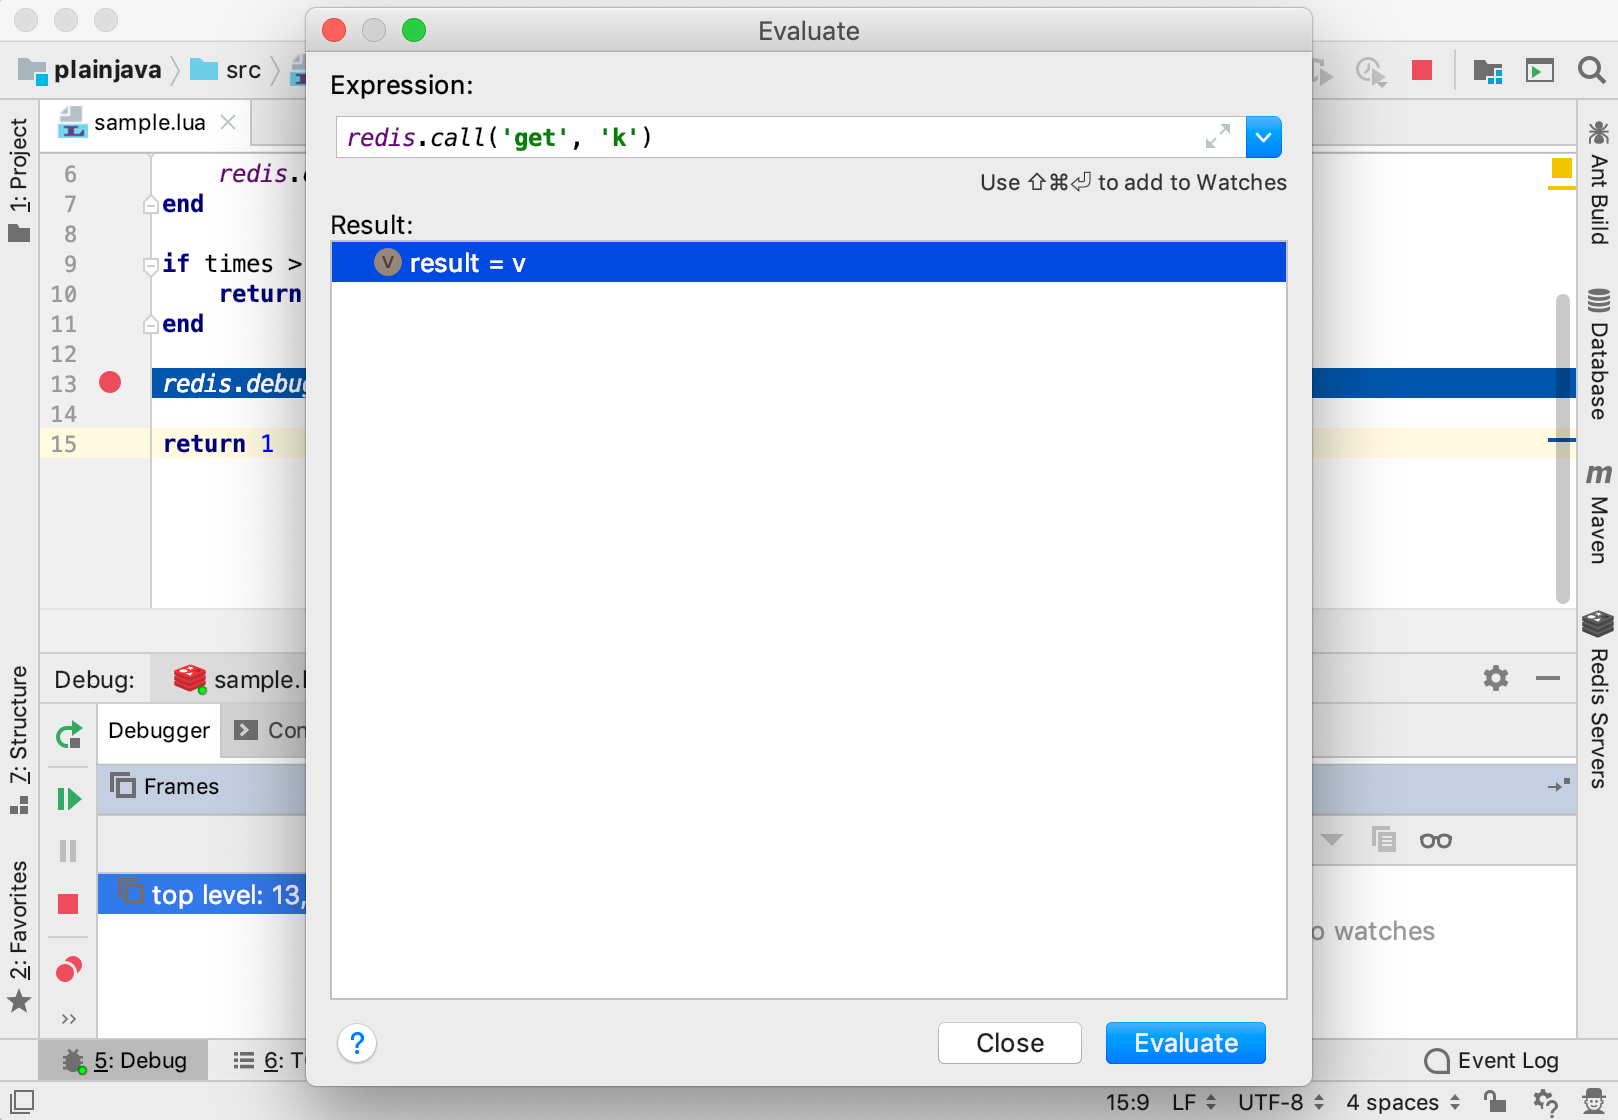 Evaluate
plainjava
src
Expression:
sample.lua
redis.call('get', 'k')
Use ⇧⌘⏎ to add to Watches
Result:
result = v
V
6 redis.
7 end
8
9 if times >
10 return
11 end
12
13 redis.debug
14
15 return 1
1: Project
7: Structure
2: Favorites
Ant Build
Database
m
Maven
Redis Servers
Debug:
sample.l
Debugger
Con
Frames
top level: 13,
o watches
>>
?
Close
Evaluate
5: Debug
6: T
Event Log
15:9
LF
UTF-8
4 spaces